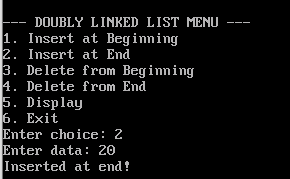 --- DOUBLY LINKED LIST MENU ---
1. Insert at Beginning
2. Insert at End
3. Delete from Beginning
4. Delete from End
5. Display
6. Exit
Enter choice: 2
Enter data: 20
Inserted at end!